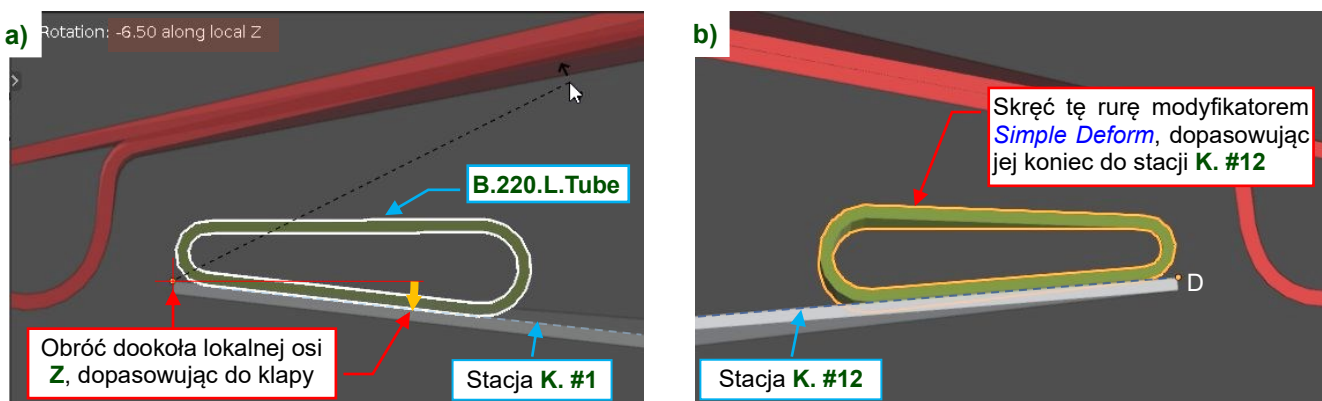 a)
Rotation: -6.50 along local Z
B.220.L.Tube
Obróć dookoła lokalnej osi
Z, dopasowując do klapy
Stacja K. #1
b)
Skręć tę rurę modyfikatorem
Simple Deform, dopasowując
jej koniec do stacji K. #12
D
Stacja K. #12